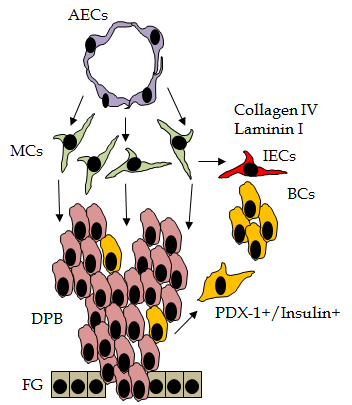 AECs
Collagen IV
Laminin I
MCs
IECs
BCs
DPB
PDX-1+/Insulin+
FG